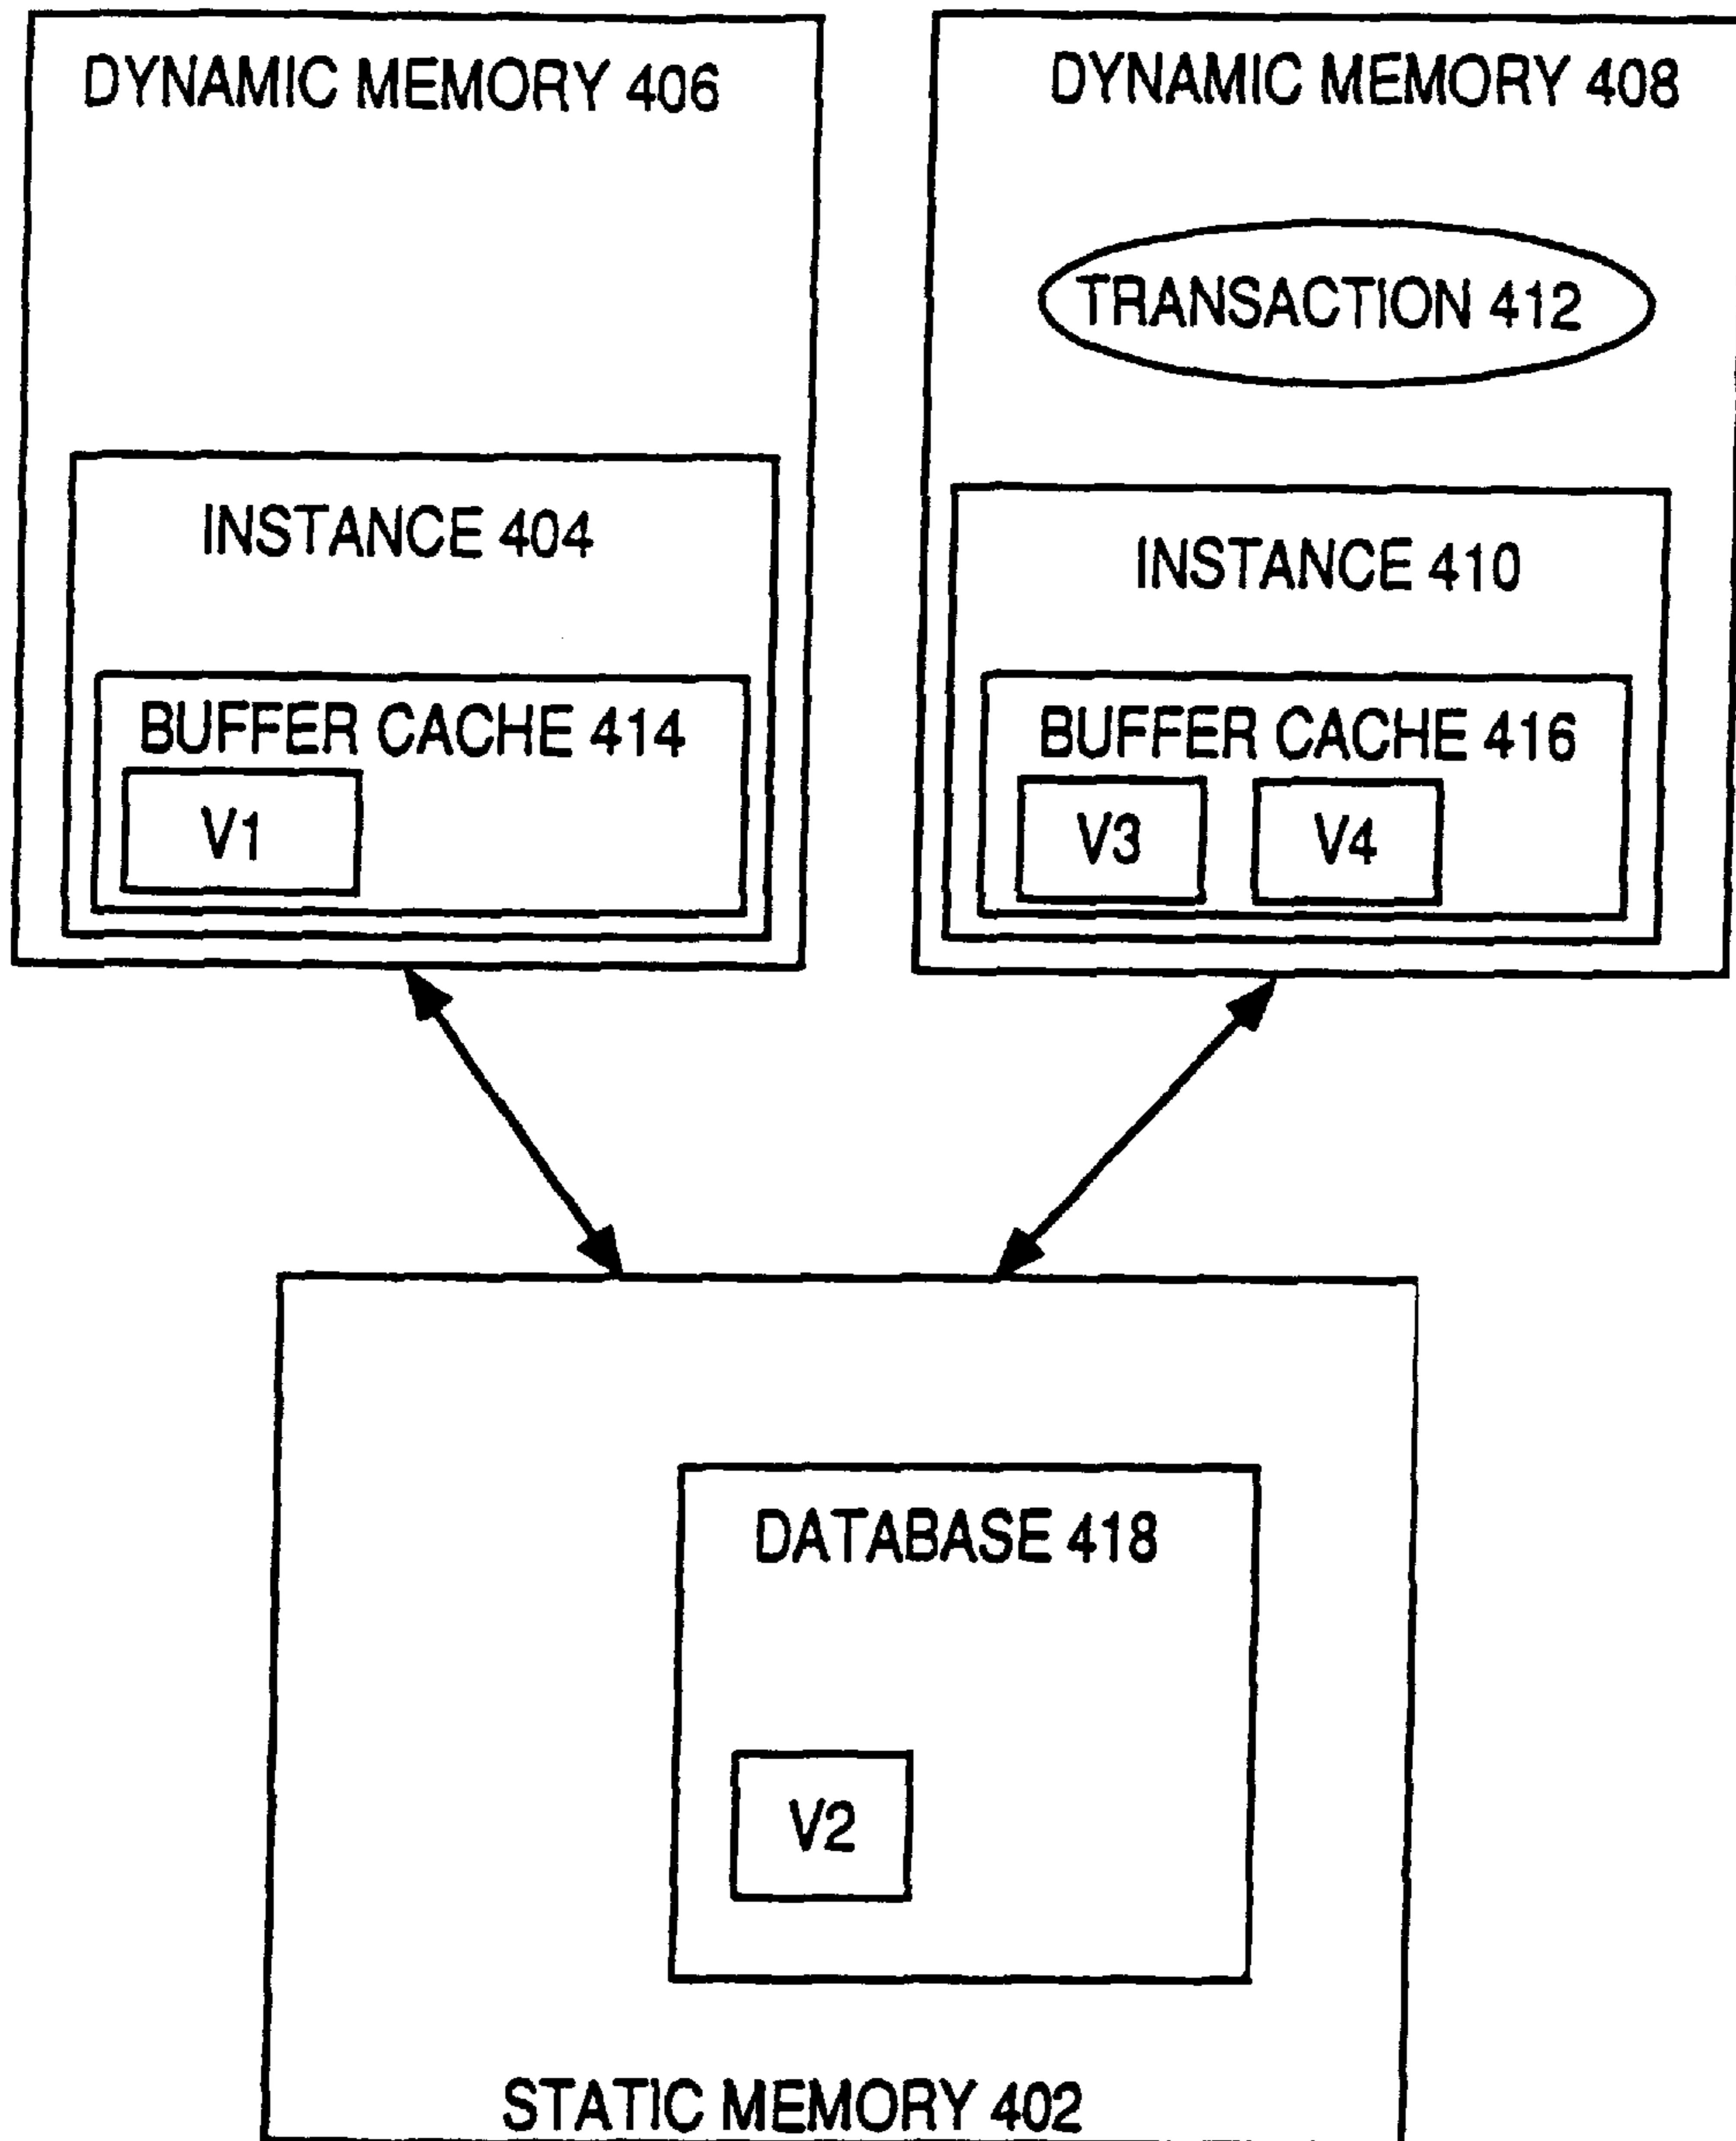 DYNAMIC MEMORY 406
INSTANCE 404
BUFFER CACHE 414
V1
DYNAMIC MEMORY 408
TRANSACTION 412
INSTANCE 410
BUFFER CACHE 416
V3 V4
DATABASE 418
V2
STATIC MEMORY 402